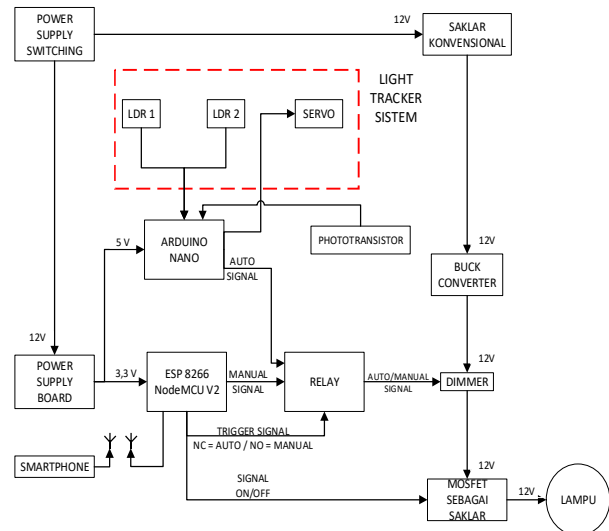 POWER
SUPPLY
SWITCHING
12V
SAKLAR
KONVENSIONAL
LIGHT
TRACKER
SISTEM
LDR 1
LDR 2
SERVO
ARDUINO
NANO
5 V
PHOTOTRANSISTOR
AUTO
SIGNAL
12V
BUCK
CONVERTER
12V
POWER
SUPPLY
BOARD
3,3 V
ESP 8266
NodeMCU V2
MANUAL
SIGNAL
RELAY
AUTO/MANUAL
SIGNAL
12V
DIMMER
TRIGGER SIGNAL
NC = AUTO / NO = MANUAL
SMARTPHONE
SIGNAL
ON/OFF
12V
MOSFET
SEBAGAI
SAKLAR
12V
LAMPU